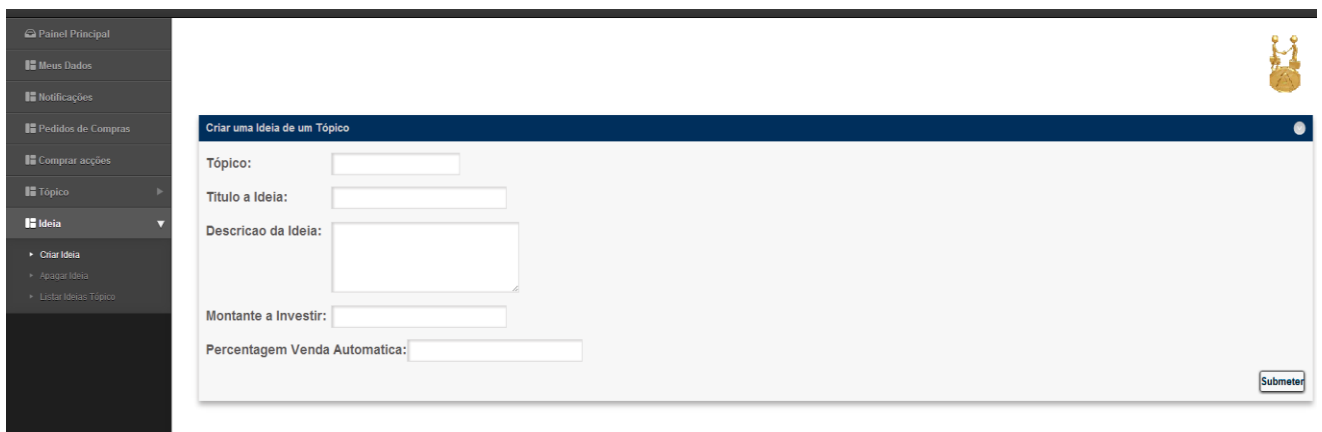 Painel Principal
Meus Dados
Notificações
Pedidos de Compras
Comprar acções
Tópico
Ideia
Criar Ideia
Apagar Ideia
Listar Ideias Tópico
Criar uma Ideia de um Tópico
Tópico:
Titulo a Ideia:
Descricao da Ideia:
Montante a Investir:
Percentagem Venda Automatica:
Submeter